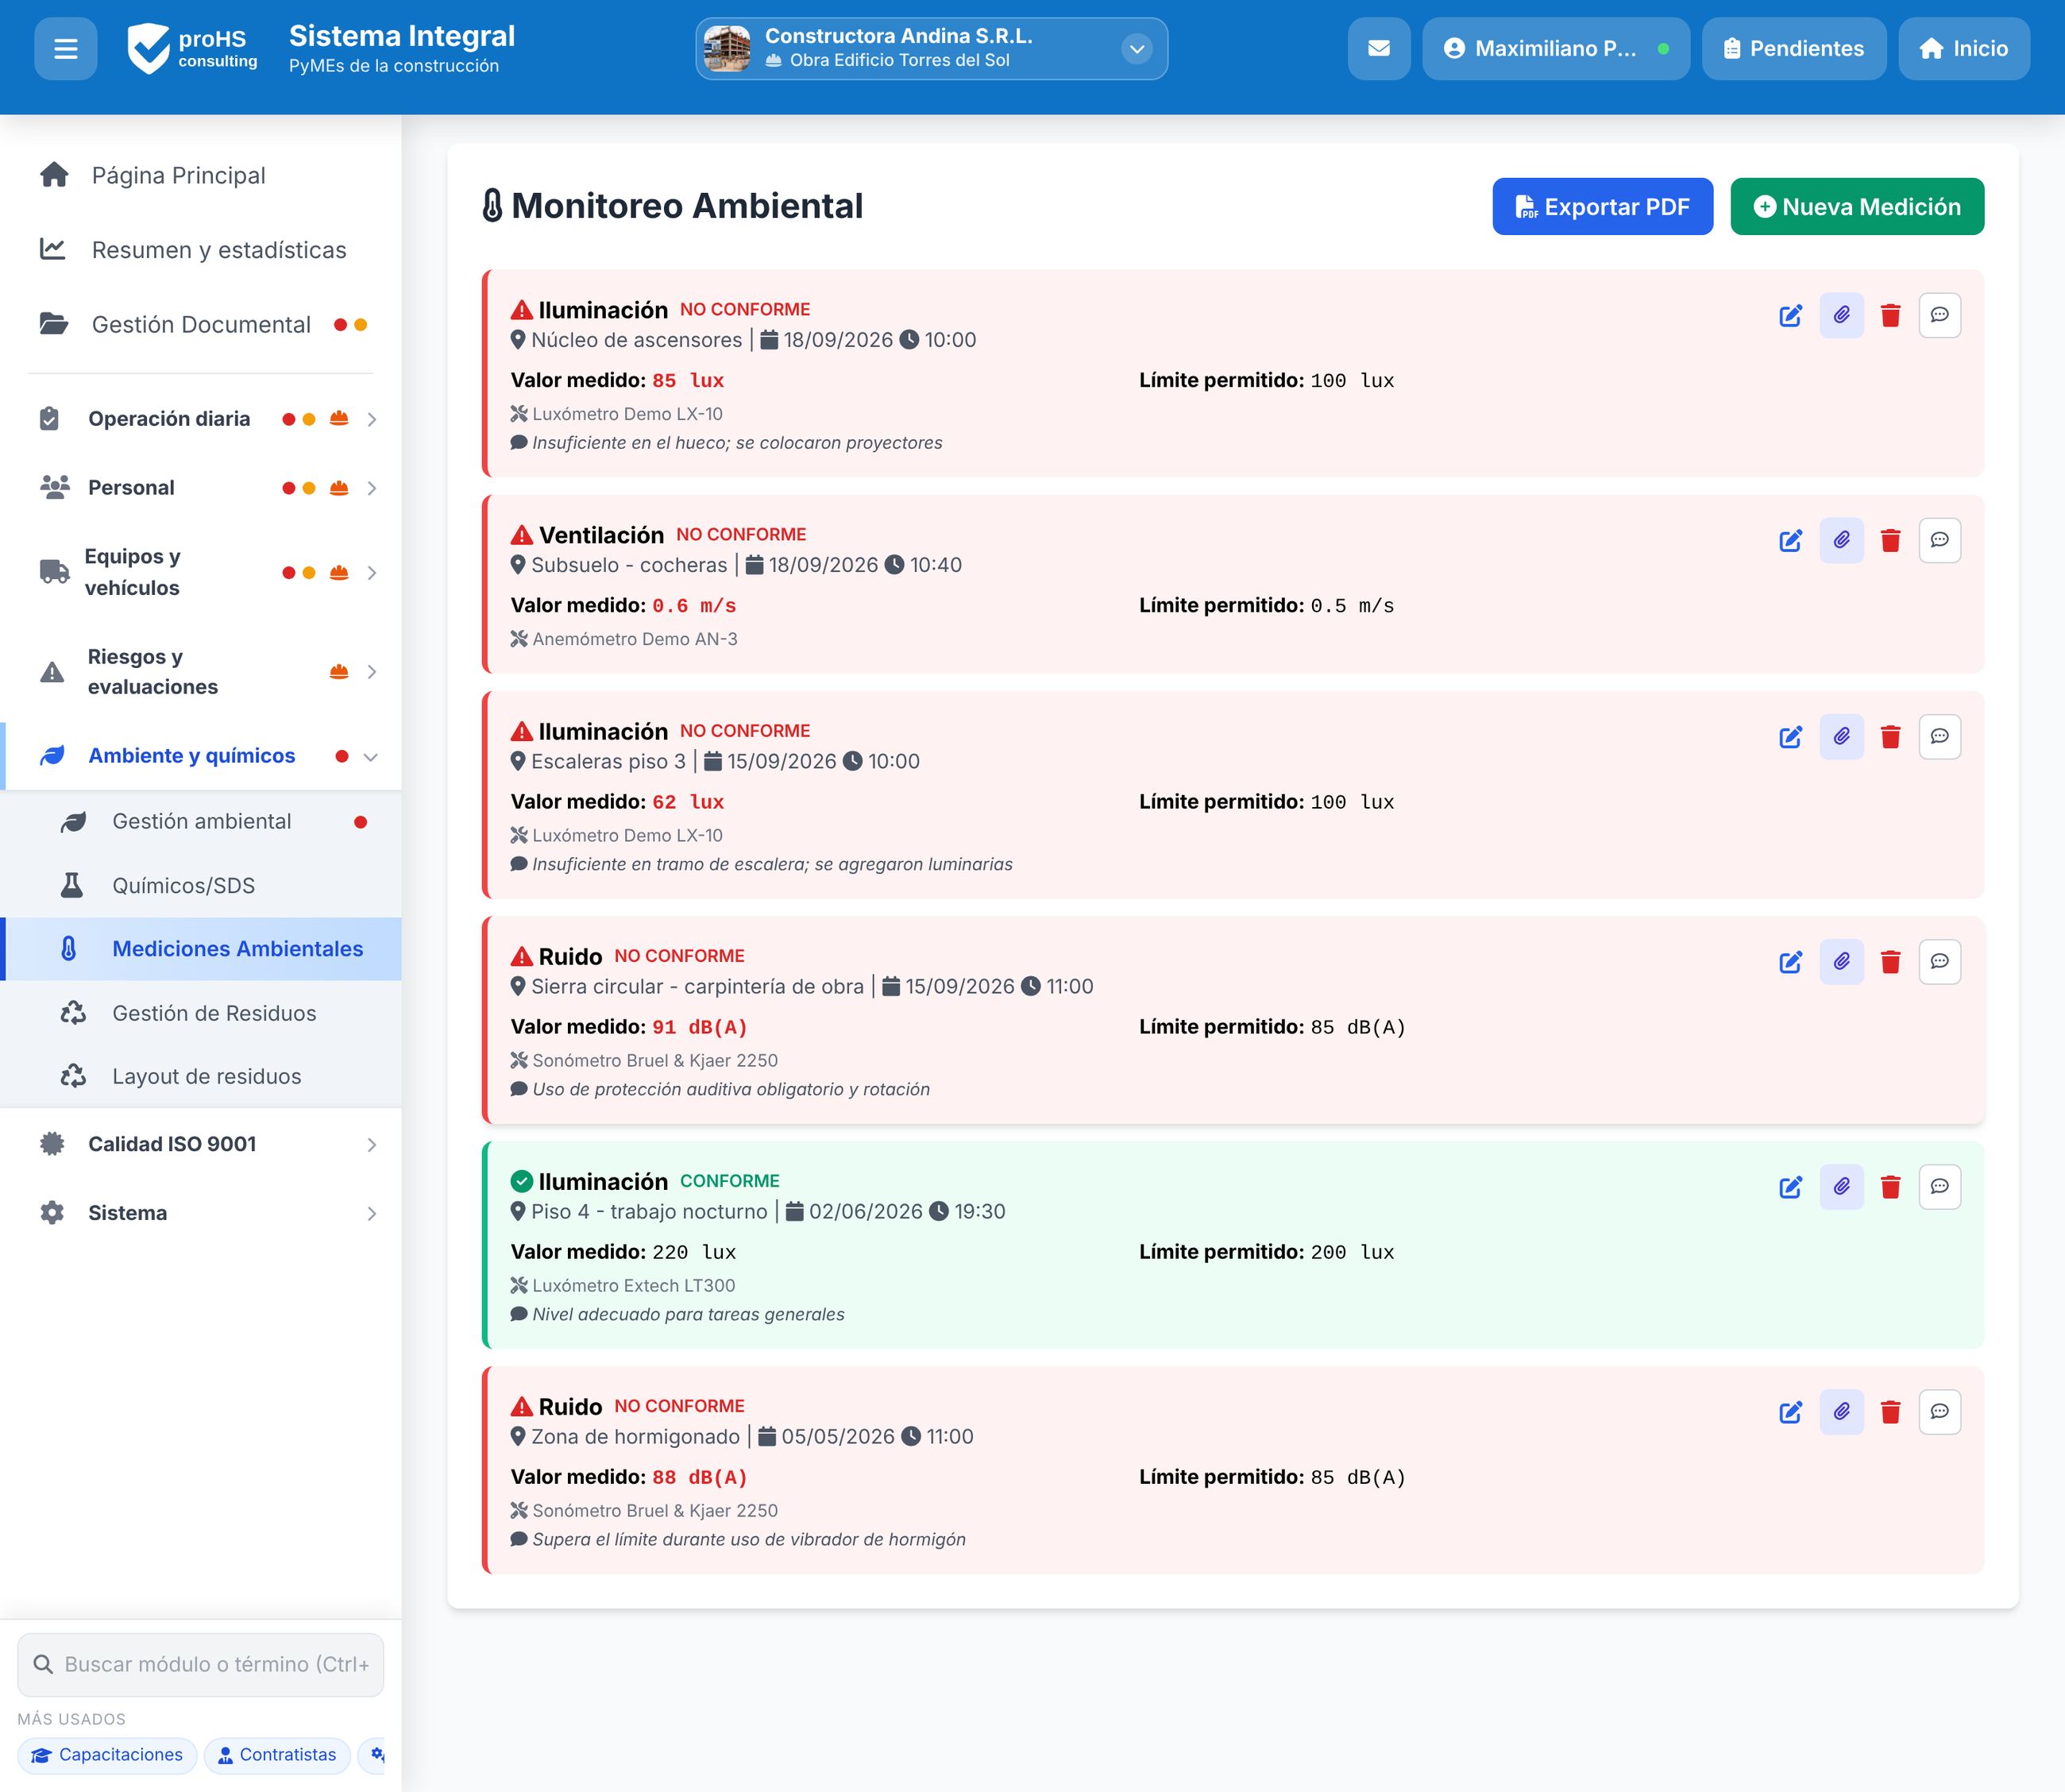 proHS
consulting
Sistema Integral
PyMEs de la construcción
Constructora Andina S.R.L.
Obra Edificio Torres del Sol
Maximiliano P...
Pendientes
Inicio
Página Principal
Resumen y estadísticas
Gestión Documental
Operación diaria
Personal
Equipos y
vehículos
Riesgos y
evaluaciones
Ambiente y químicos
Gestión ambiental
Químicos/SDS
Mediciones Ambientales
Gestión de Residuos
Layout de residuos
Calidad ISO 9001
Sistema
Buscar módulo o término (Ctrl+
MÁS USADOS
Capacitaciones
Contratistas
Monitoreo Ambiental
PDF Exportar PDF
Nueva Medición
Iluminación NO CONFORME
Núcleo de ascensores | 18/09/2026 10:00
Valor medido: 85 lux Límite permitido: 100 lux
Luxómetro Demo LX-10
Insuficiente en el hueco; se colocaron proyectores
Ventilación NO CONFORME
Subsuelo - cocheras | 18/09/2026 10:40
Valor medido: 0.6 m/s Límite permitido: 0.5 m/s
Anemómetro Demo AN-3
Iluminación NO CONFORME
Escaleras piso 3 | 15/09/2026 10:00
Valor medido: 62 lux Límite permitido: 100 lux
Luxómetro Demo LX-10
Insuficiente en tramo de escalera; se agregaron luminarias
Ruido NO CONFORME
Sierra circular - carpintería de obra | 15/09/2026 11:00
Valor medido: 91 dB(A) Límite permitido: 85 dB(A)
Sonómetro Bruel & Kjaer 2250
Uso de protección auditiva obligatorio y rotación
Iluminación CONFORME
Piso 4 - trabajo nocturno | 02/06/2026 19:30
Valor medido: 220 lux Límite permitido: 200 lux
Luxómetro Extech LT300
Nivel adecuado para tareas generales
Ruido NO CONFORME
Zona de hormigonado | 05/05/2026 11:00
Valor medido: 88 dB(A) Límite permitido: 85 dB(A)
Sonómetro Bruel & Kjaer 2250
Supera el límite durante uso de vibrador de hormigón